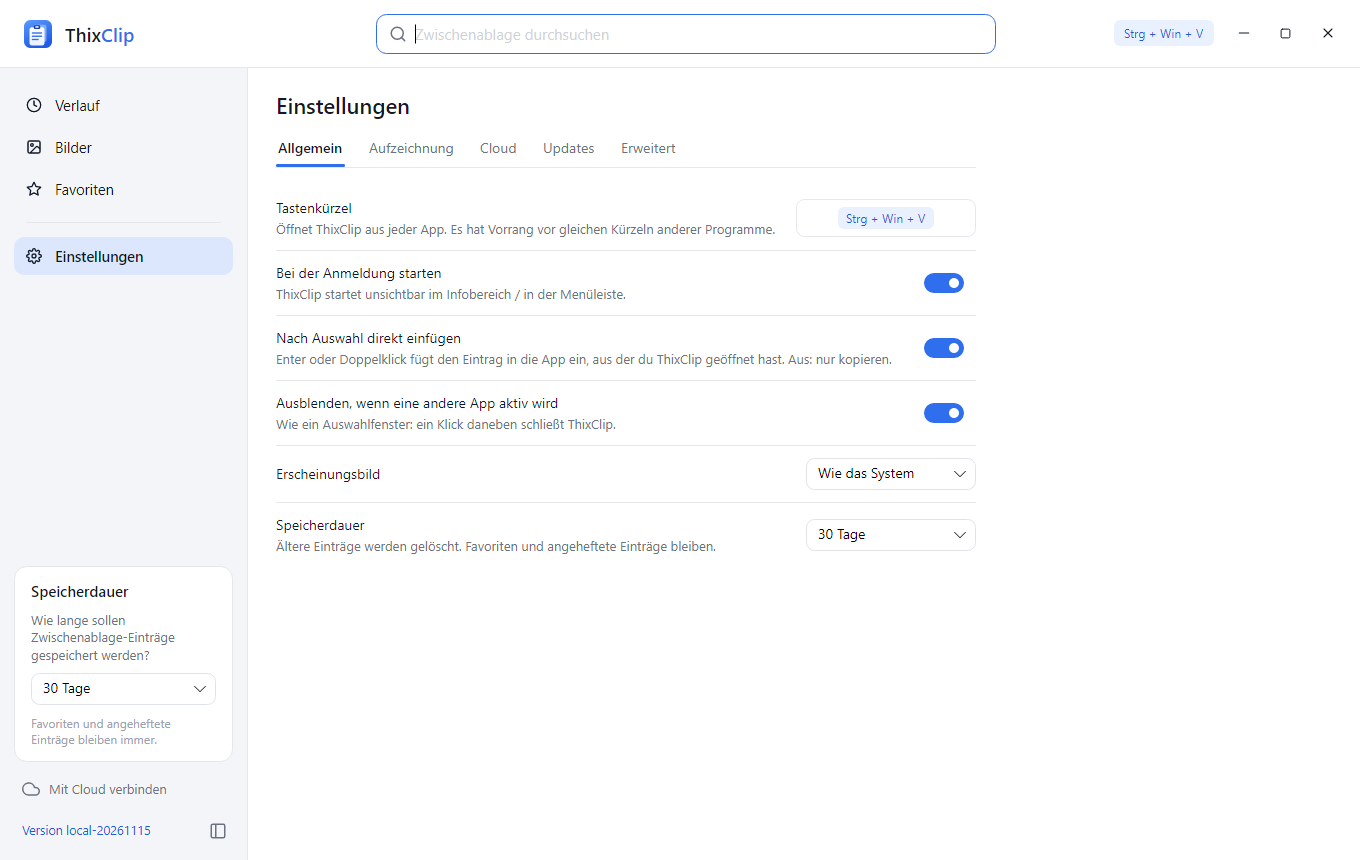 ThixClip
Zwischenablage durchsuchen
Strg + Win + V
Verlauf
Bilder
Favoriten
Einstellungen
Speicherdauer
Wie lange sollen
Zwischenablage-Einträge
gespeichert werden?
30 Tage
Favoriten und angeheftete
Einträge bleiben immer.
Mit Cloud verbinden
Version local-20261115
Einstellungen
Allgemein Aufzeichnung Cloud Updates Erweitert
Tastenkürzel
Öffnet ThixClip aus jeder App. Es hat Vorrang vor gleichen Kürzeln anderer Programme.
Strg + Win + V
Bei der Anmeldung starten
ThixClip startet unsichtbar im Infobereich / in der Menüleiste.
Nach Auswahl direkt einfügen
Enter oder Doppelklick fügt den Eintrag in die App ein, aus der du ThixClip geöffnet hast. Aus: nur kopieren.
Ausblenden, wenn eine andere App aktiv wird
Wie ein Auswahlfenster: ein Klick daneben schließt ThixClip.
Erscheinungsbild
Wie das System
Speicherdauer
Ältere Einträge werden gelöscht. Favoriten und angeheftete Einträge bleiben.
30 Tage